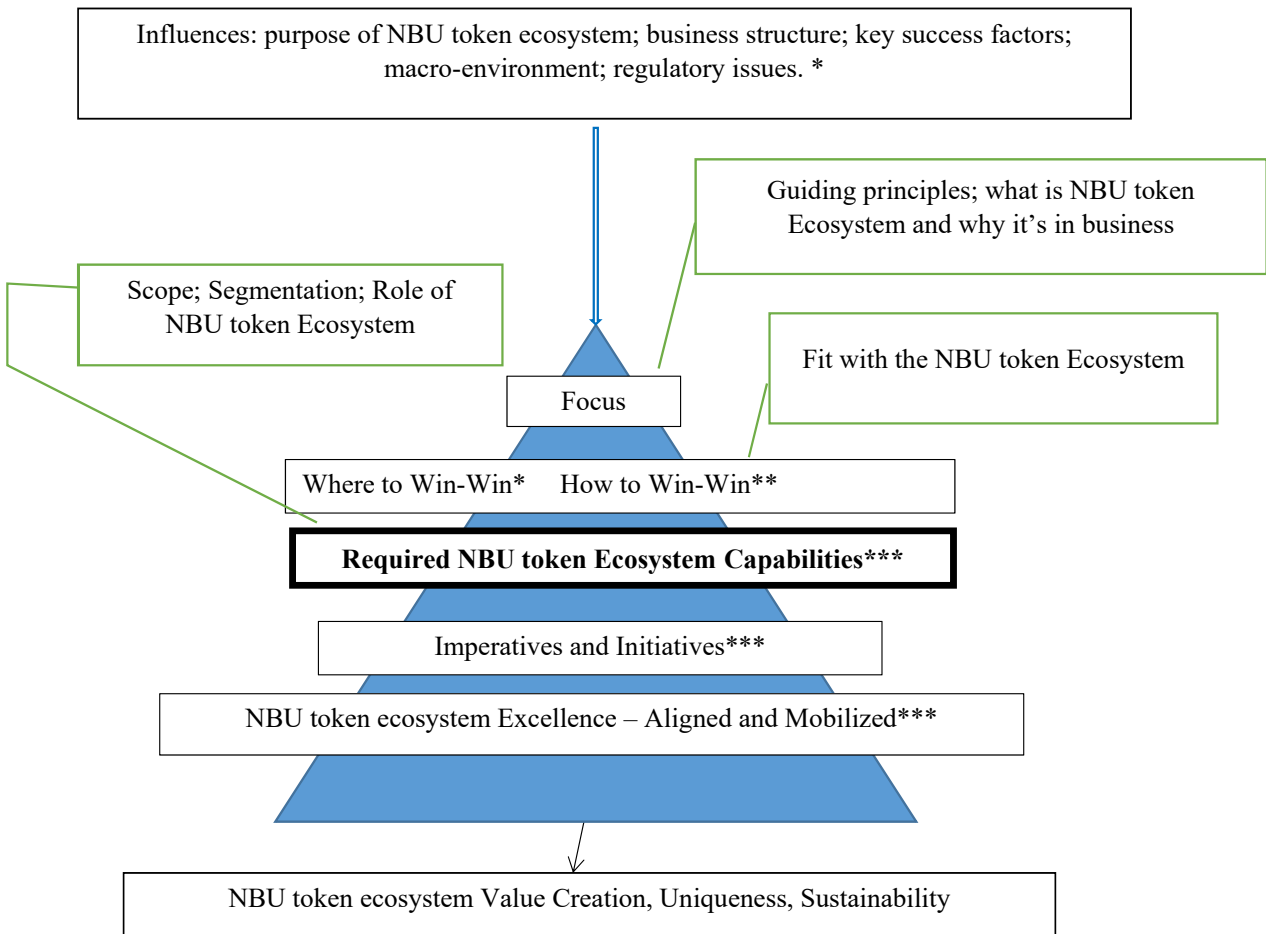 Influences: purpose of NBU token ecosystem; business structure; key success factors;
macro-environment; regulatory issues. *
Guiding principles; what is NBU token
Ecosystem and why it’s in business
Scope; Segmentation; Role of
NBU token Ecosystem
Fit with the NBU token Ecosystem
Focus
Where to Win-Win* How to Win-Win**
Required NBU token Ecosystem Capabilities***
Imperatives and Initiatives***
NBU token ecosystem Excellence – Aligned and Mobilized***
NBU token ecosystem Value Creation, Uniqueness, Sustainability